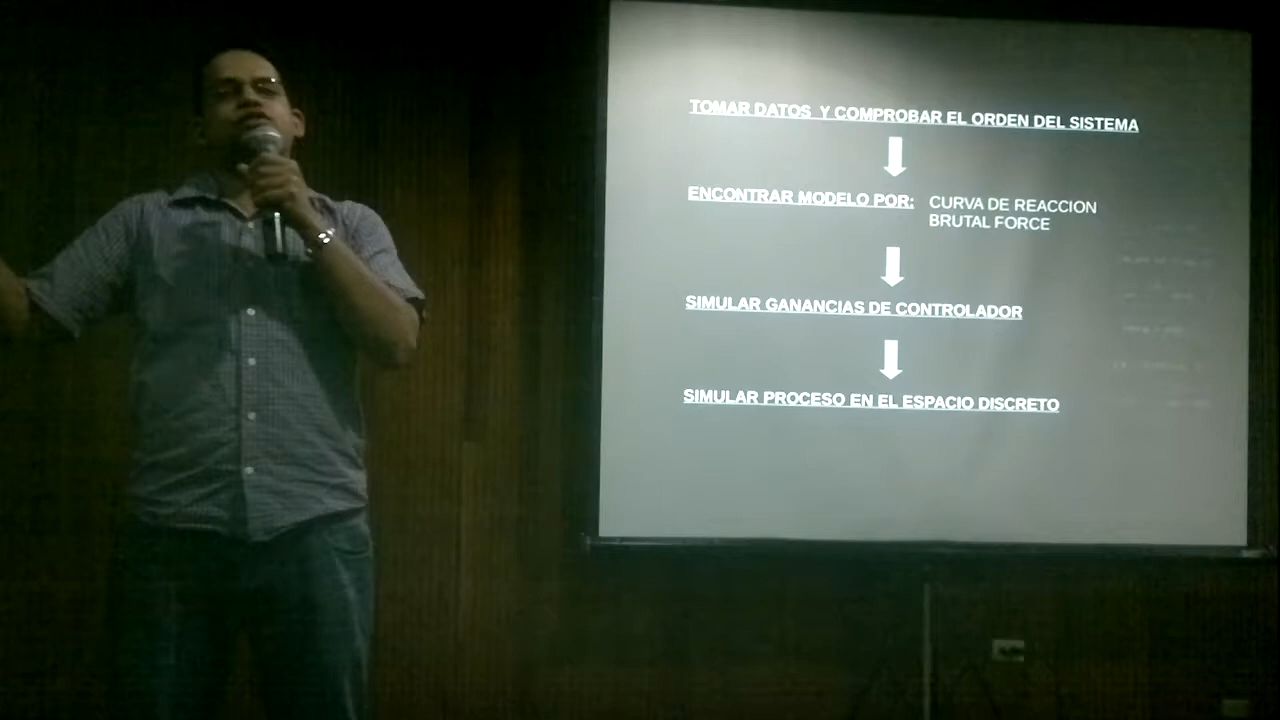 TOMAR DATOS Y COMPROBAR EL ORDEN DEL SISTEMA
ENCONTRAR MODELO POR: CURVA DE REACCION
BRUTAL FORCE
SIMULAR GANANCIAS DE CONTROLADOR
SIMULAR PROCESO EN EL ESPACIO DISCRETO